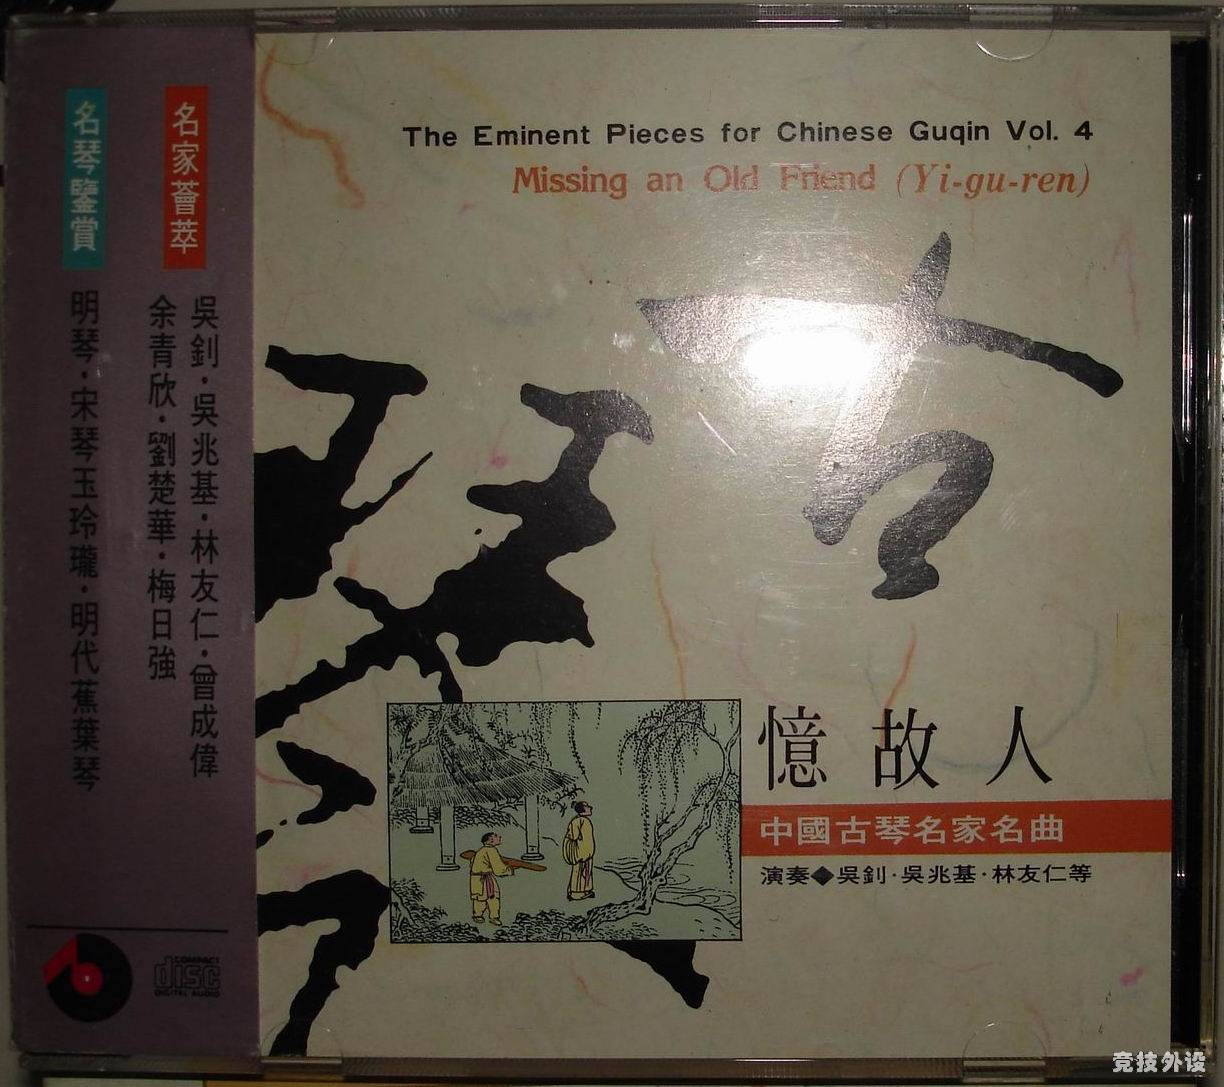 The Eminent Pieces for Chinese Guqin Vol. 4
Missing an Old Friend (Yi-gu-ren)
古琴
憶故人
中國古琴名家名曲
演奏◆吳釗·吳兆基·林友仁等
名家薈萃
吳釗·吳兆基·林友仁·曾成偉
余青欣·劉楚華·梅日強
名琴鑒賞
明琴·宋琴玉玲瓏·明代蕉葉琴
COMPACT
disc
DIGITAL AUDIO
竞技外设